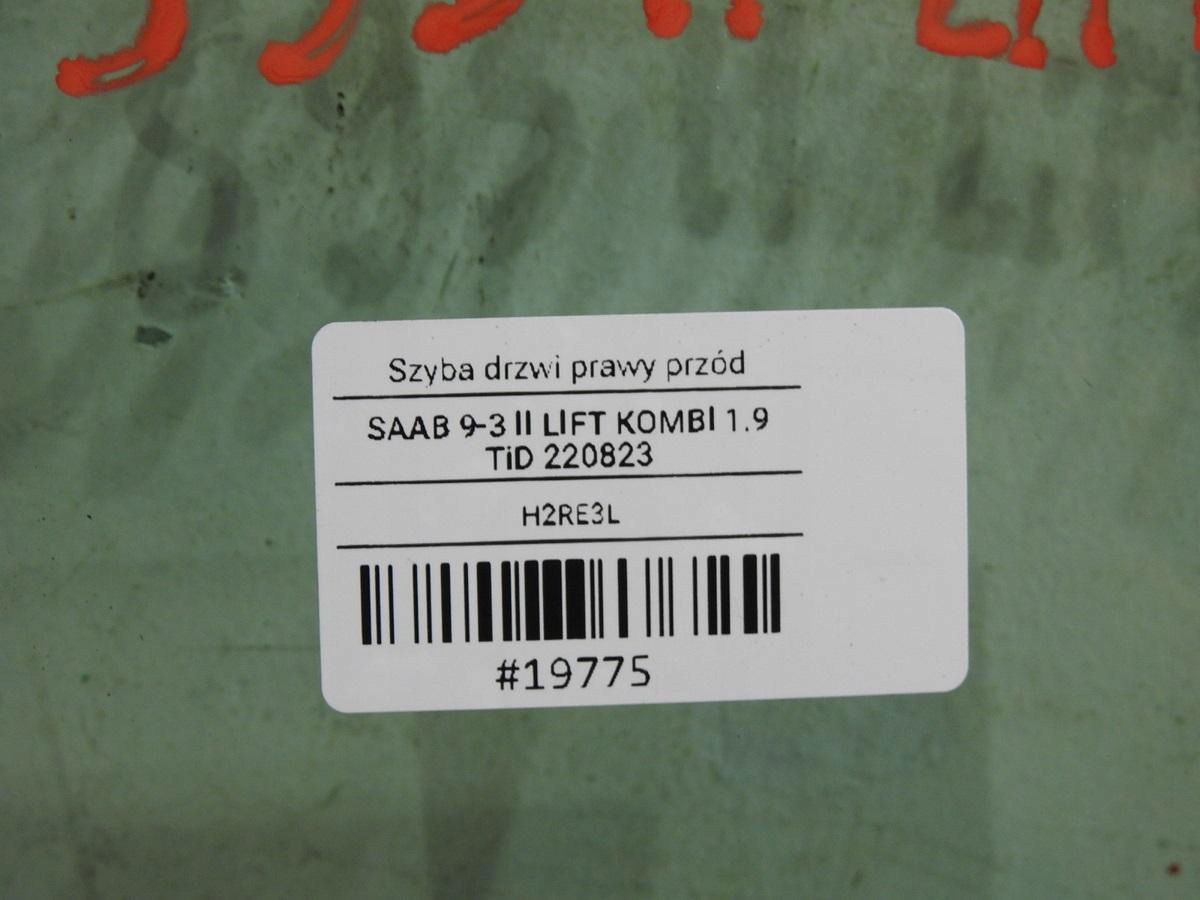 Szyba drzwi prawy przód
SAAB 9-3 II LIFT KOMBI 1.9
TiD 220823
H2RE3L
#19775